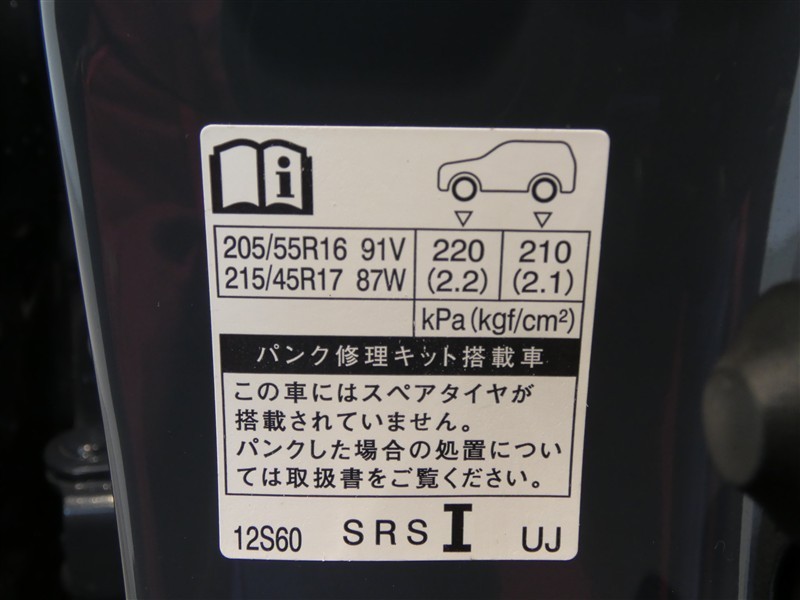 i
205/55R16 91V 220 210
215/45R17 87W (2.2) (2.1)
kPa(kgf/cm²)
パンク修理キット搭載車
この車にはスペアタイヤが
搭載されていません。
パンクした場合の処置につい
ては取扱書をご覧ください。
12S60 SRS I UJ